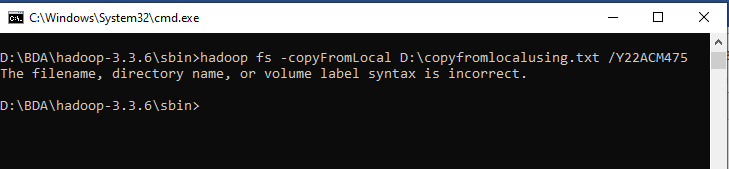 C:\Windows\System32\cmd.exe
D:\BDA\hadoop-3.3.6\sbin>hadoop fs -copyFromLocal D:\copyfromlocalusing.txt /Y22ACM475
The filename, directory name, or volume label syntax is incorrect.
D:\BDA\hadoop-3.3.6\sbin>